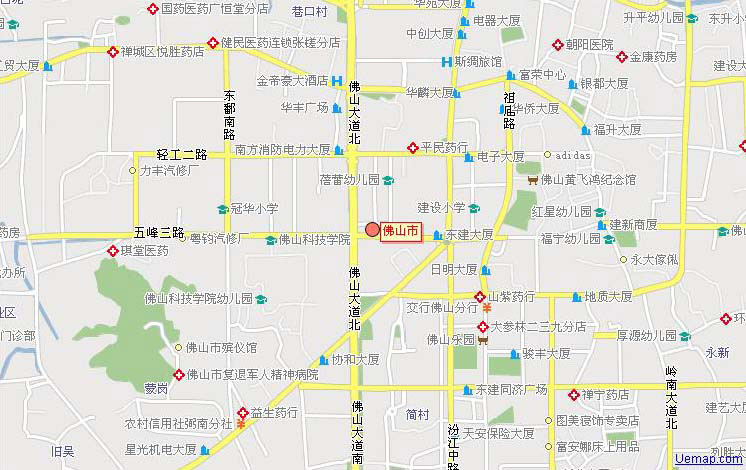 国药医药广恒堂分店
巷口村
华苑大厦
电器大厦
升平幼儿园
东升小学
禅城区悦胜药店
健民医药连锁张槎分店
中创大厦
朝阳医院
金康药房
工贸大厦
金帝豪大酒店
斯绸旅馆
富荣中心
银都大厦
建设大
东鄱南路
佛山大道北
华丰广场
华麟大厦
祖庙路
华侨大厦
福升大厦
轻工二路
南方消防电力大厦
平民药行
电子大厦
adidas
力丰汽修厂
蓓蕾幼儿园
佛山黄飞鸿纪念馆
冠华小学
建设小学
红星幼儿园
建新商厦
药房
五峰三路
粤钧汽修厂
佛山科技学院
佛山市
东建大厦
福宁幼儿园
琪堂医药
日明大厦
永大傢俬
佛山科技学院幼儿园
佛山大道北
山紫药行
地质大厦
交行佛山分行
门诊部
佛山市殡仪馆
佛山乐园
大参林二三九分店
厚源幼儿园
协和大厦
骏丰大厦
永新
蒙岗
佛山市复退军人精神病院
东建同济广场
禅宁药店
岭南大道北
益生药行
佛山大道南
简村
汾江中路
图美寝饰专卖店
建艺大厦
农村信用社弼南分社
天安保险大厦
旧吴
星光机电大厦
富安娜床上用品
列胜大
Uemap.com